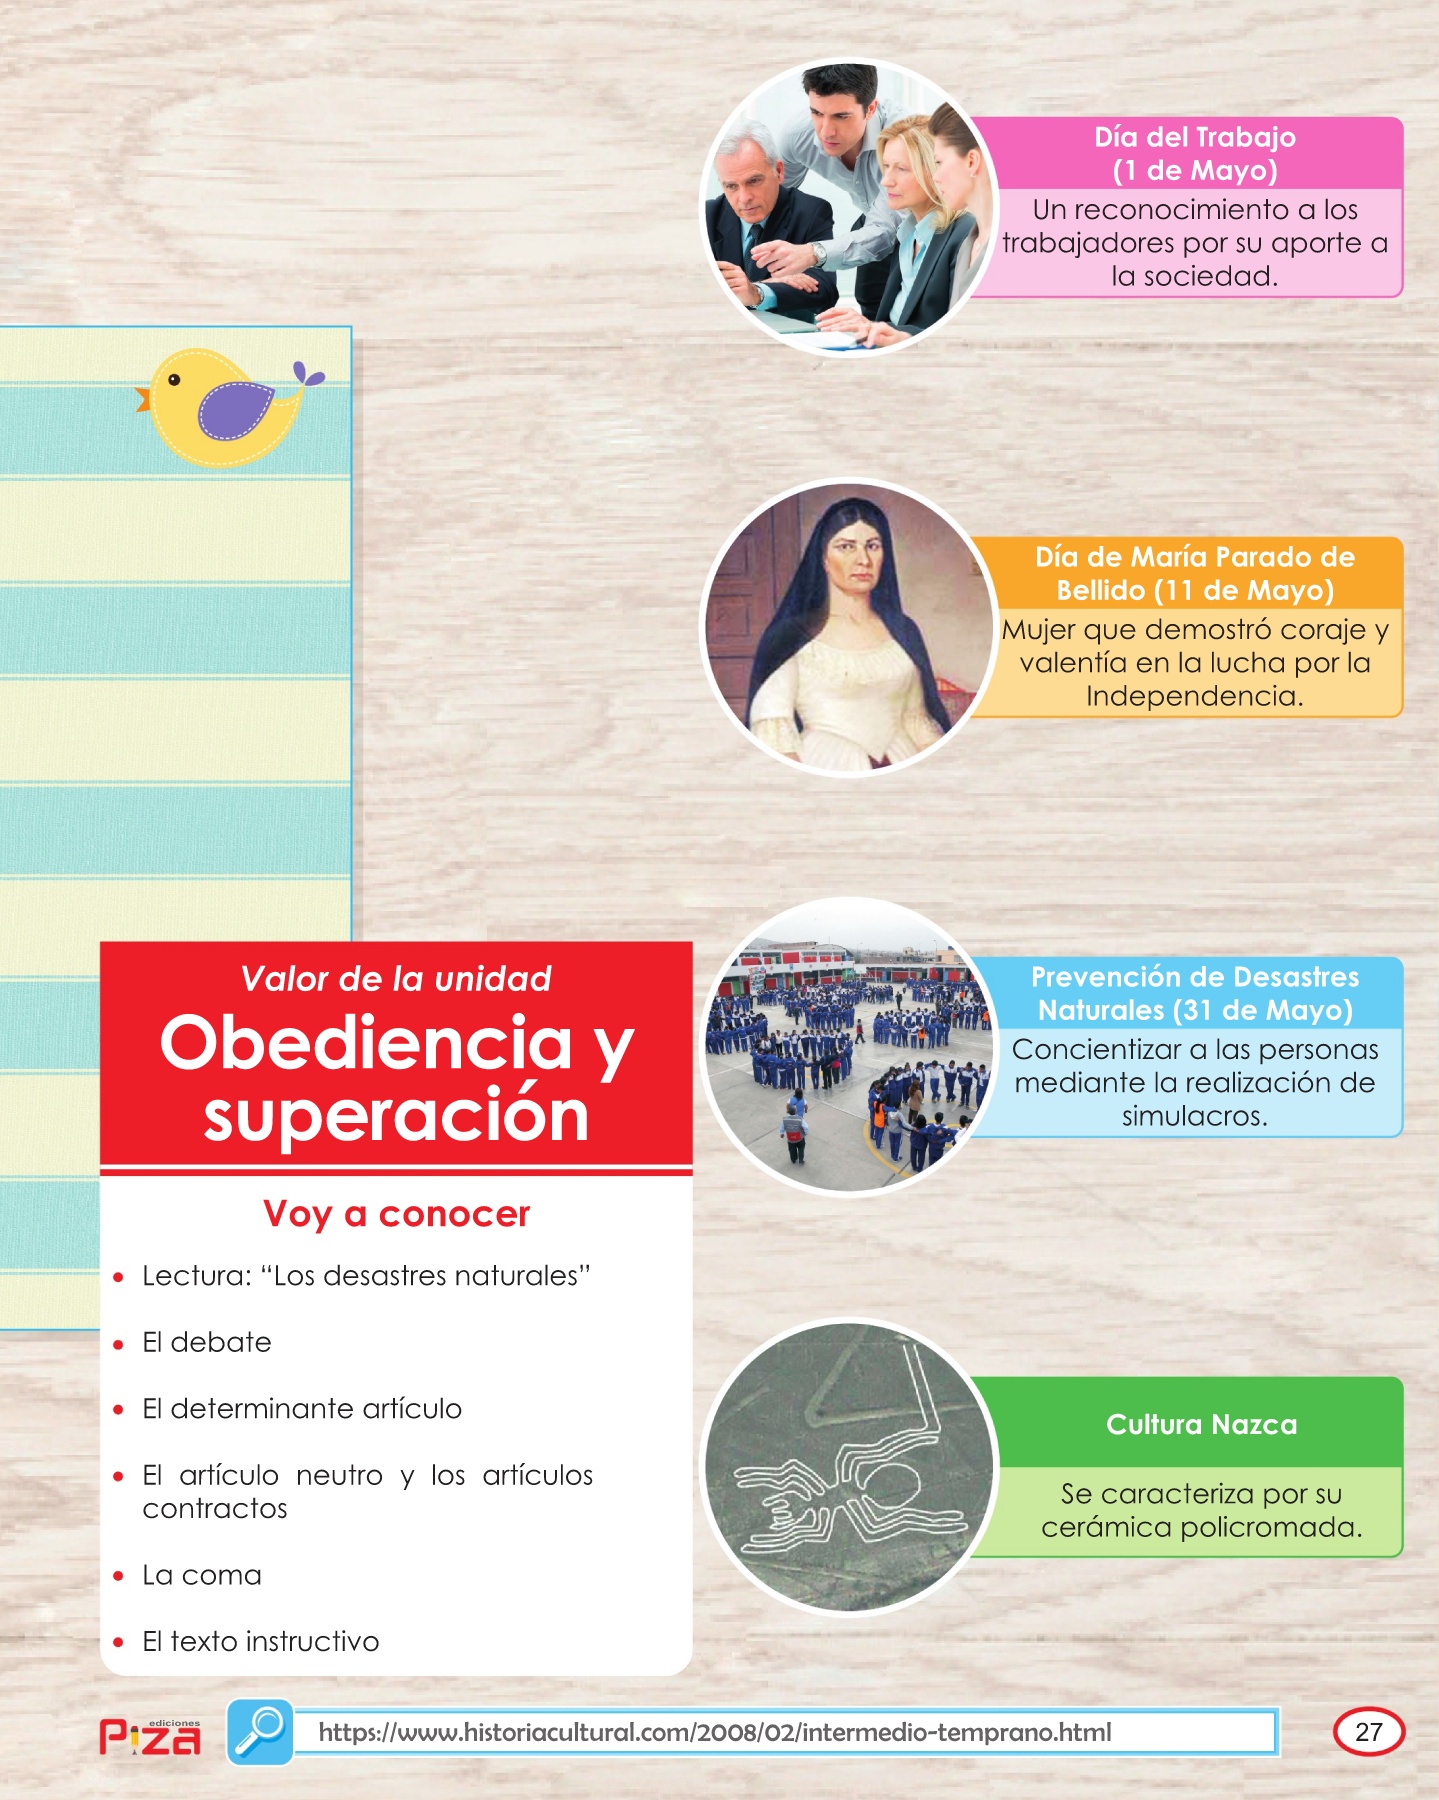 Día del Trabajo
(1 de Mayo)
Un reconocimiento a los
trabajadores por su aporte a
la sociedad.
Día de María Parado de
Bellido (11 de Mayo)
Mujer que demostró coraje y
valentía en la lucha por la
Independencia.
Valor de la unidad
Obediencia y
superación
Voy a conocer
• Lectura: “Los desastres naturales”
• El debate
• El determinante artículo
• El artículo neutro y los artículos
contractos
• La coma
• El texto instructivo
Prevención de Desastres
Naturales (31 de Mayo)
Concientizar a las personas
mediante la realización de
simulacros.
Cultura Nazca
Se caracteriza por su
cerámica policromada.
ediciones
Piza
https://www.historiacultural.com/2008/02/intermedio-temprano.html
27